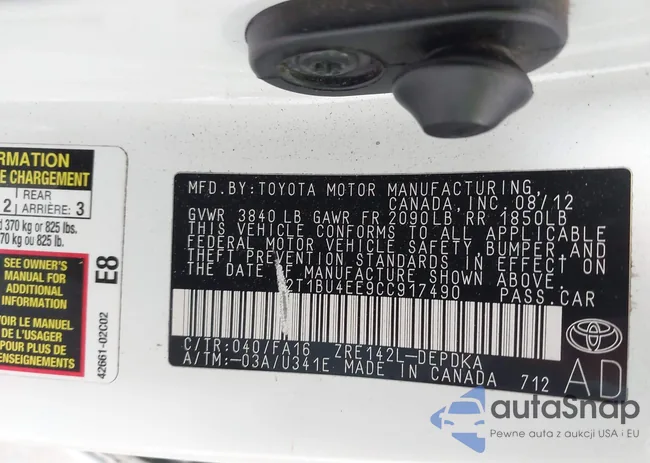 RMATION
E CHARGEMENT
REAR
2 ARRIÈRE: 3
d 370 kg or 825 lbs.
70 kg ou 825 lb.
SEE OWNER'S
MANUAL FOR
ADDITIONAL
INFORMATION
VOIR LE MANUEL
DE L'USAGER
POUR PLUS DE
RENSEIGNEMENTS
E8
42661-02C02
MFD.BY:TOYOTA MOTOR MANUFACTURING,
CANADA,INC. 08/12
GVWR 3840LB GAWR FR 2090LB RR 1850LB
THIS VEHICLE CONFORMS TO ALL APPLICABLE
FEDERAL MOTOR VEHICLE SAFETY BUMPER AND
THEFT PREVENTION STANDARDS IN EFFECT ON
THE DATE OF MANUFACTURE SHOWN ABOVE.
2T1BU4EE9CC917490 PASS.CAR
C/TR:040/FA16 ZRE142L-DEPDKA
A/TM:-03A/U341E MADE IN CANADA 712
AD
autaSnap
Pewne auta z aukcji USA i EU